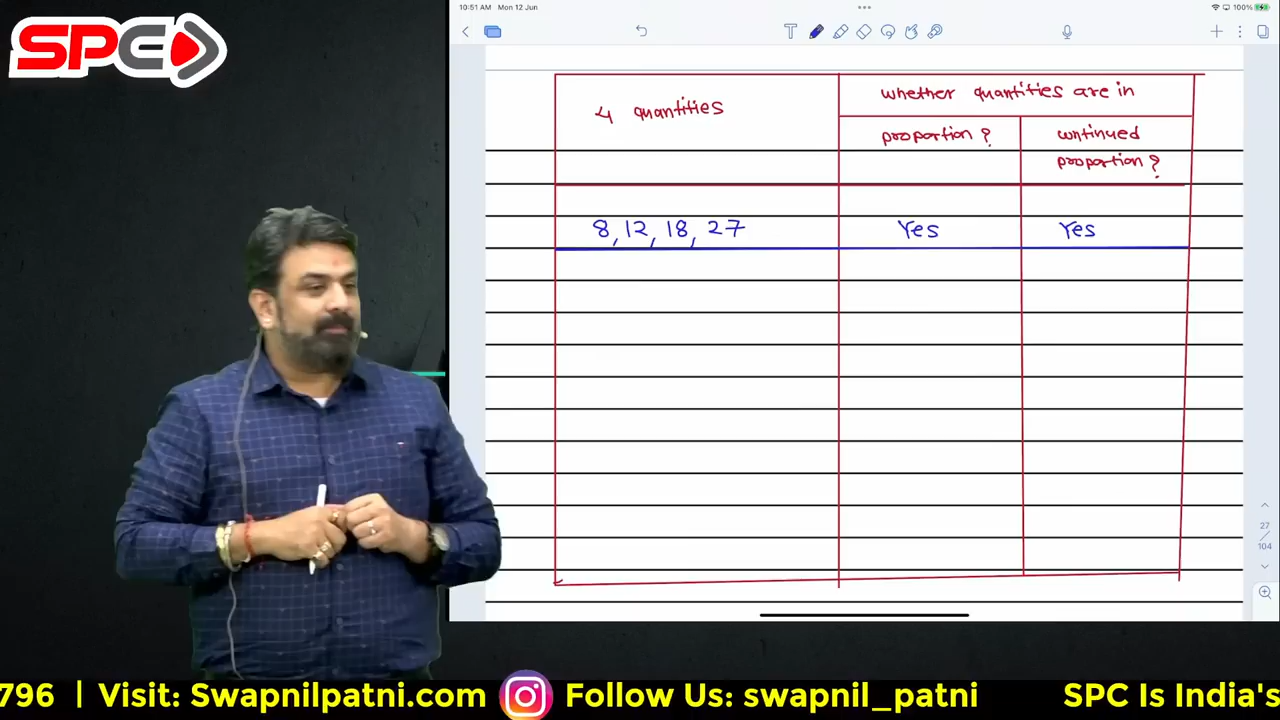 10:51 AM Mon 12 Jun
100%
SPC
T
4 quantities
whether quantities are in
proportion ?
continued
proportion ?
8, 12, 18, 27
Yes
Yes
27
/
104
796 | Visit: Swapnilpatni.com
Follow Us: swapnil_patni
SPC Is India's